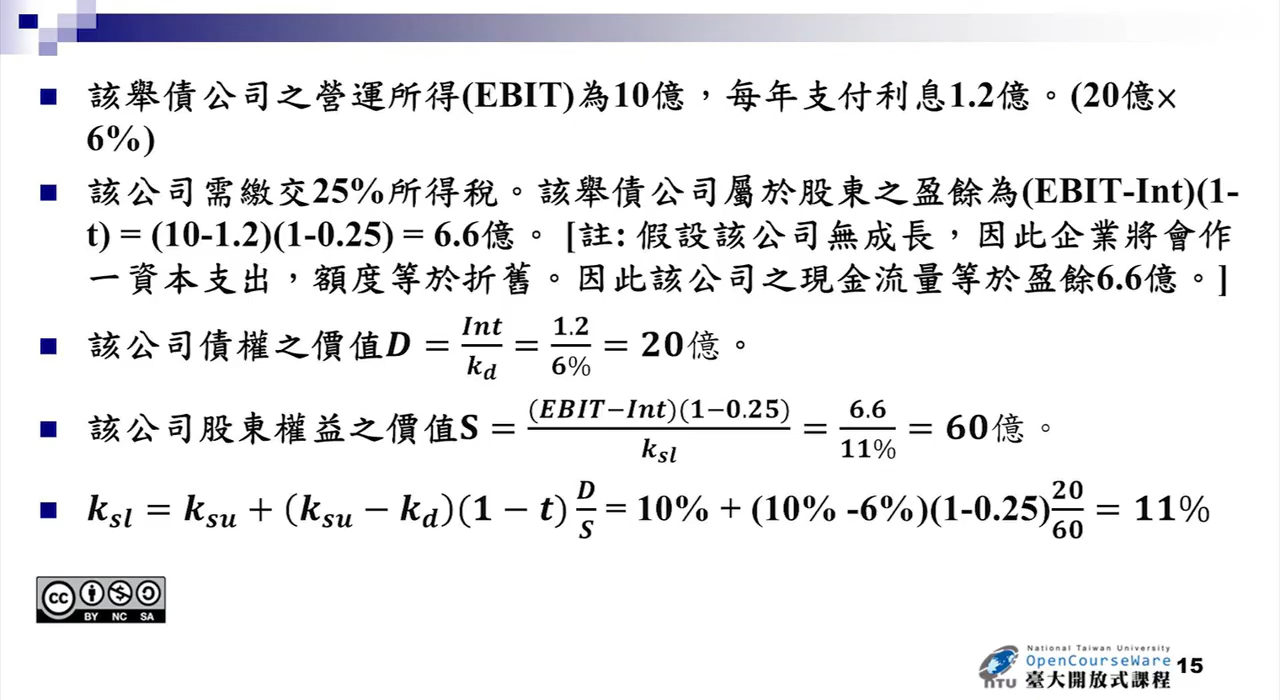 該舉債公司之營運所得(EBIT)為10億，每年支付利息1.2億。(20億×
6%)
該公司需繳交25%所得稅。該舉債公司屬於股東之盈餘為(EBIT-Int)(1-
t) = (10-1.2)(1-0.25) = 6.6億。 [註: 假設該公司無成長，因此企業將會作
一資本支出，額度等於折舊。因此該公司之現金流量等於盈餘6.6億。]
該公司債權之價值D = Int/k_d = 1.2/6% = 20億。
該公司股東權益之價值S = (EBIT−Int)(1−0.25)/k_sl = 6.6/11% = 60億。
k_sl = k_su + (k_su − k_d)(1 − t) D/S = 10% + (10% -6%)(1-0.25) 20/60 = 11%
cc BY NC SA
National Taiwan University
OpenCourseWare
NTU 臺大開放式課程
15